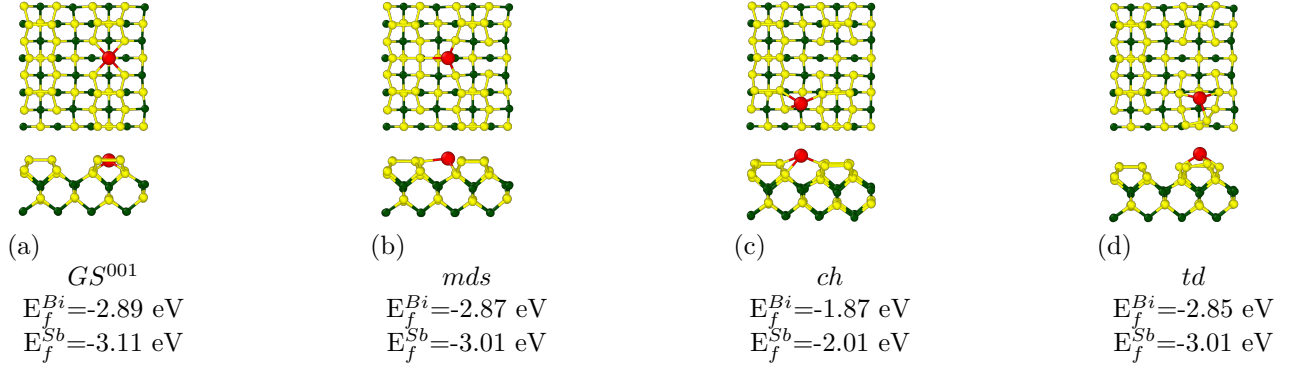 (a)
(b)
(c)
(d)
GS^001
mds
ch
td
E_f^Bi=-2.89 eV
E_f^Bi=-2.87 eV
E_f^Bi=-1.87 eV
E_f^Bi=-2.85 eV
E_f^Sb=-3.11 eV
E_f^Sb=-3.01 eV
E_f^Sb=-2.01 eV
E_f^Sb=-3.01 eV